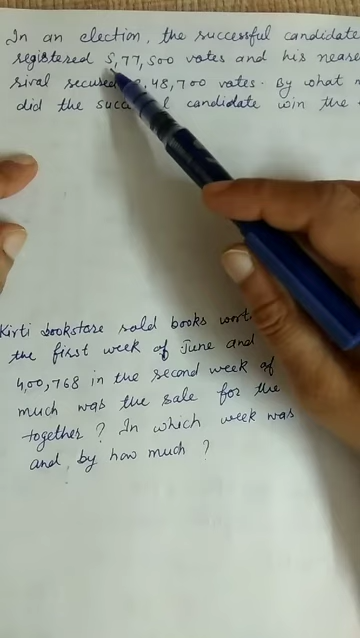 In an election, the successful candidate
registered 5,77,500 votes and his
rival secured ,48,700 votes. By what
did the candidate win the
Kirti bookstore sold books
the first week of June and
4,00,768 in the second week of
much was the sale for the
together? In which week was
and by how much?